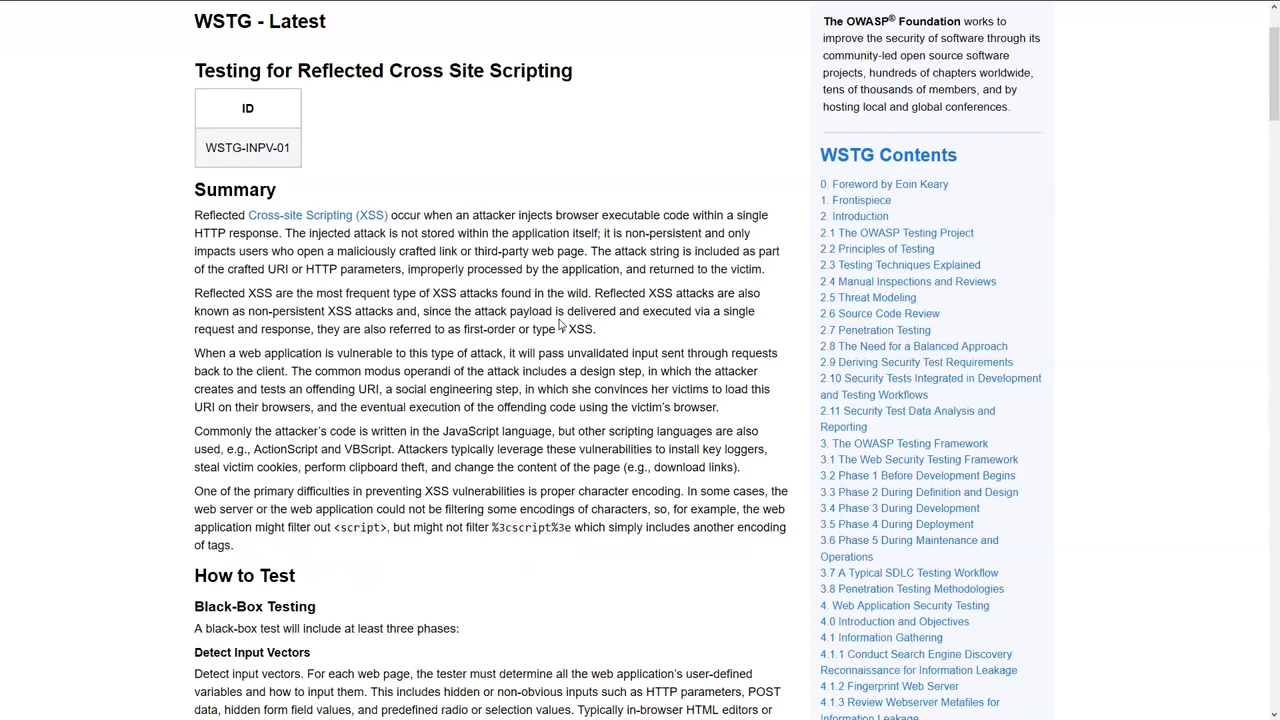 WSTG - Latest
Testing for Reflected Cross Site Scripting
ID
WSTG-INPV-01
Summary
Reflected Cross-site Scripting (XSS) occur when an attacker injects browser executable code within a single
HTTP response. The injected attack is not stored within the application itself; it is non-persistent and only
impacts users who open a maliciously crafted link or third-party web page. The attack string is included as part
of the crafted URI or HTTP parameters, improperly processed by the application, and returned to the victim.
Reflected XSS are the most frequent type of XSS attacks found in the wild. Reflected XSS attacks are also
known as non-persistent XSS attacks and, since the attack payload is delivered and executed via a single
request and response, they are also referred to as first-order or type XSS.
When a web application is vulnerable to this type of attack, it will pass unvalidated input sent through requests
back to the client. The common modus operandi of the attack includes a design step, in which the attacker
creates and tests an offending URI, a social engineering step, in which she convinces her victims to load this
URI on their browsers, and the eventual execution of the offending code using the victim's browser.
Commonly the attacker's code is written in the JavaScript language, but other scripting languages are also
used, e.g., ActionScript and VBScript. Attackers typically leverage these vulnerabilities to install key loggers,
steal victim cookies, perform clipboard theft, and change the content of the page (e.g., download links).
One of the primary difficulties in preventing XSS vulnerabilities is proper character encoding. In some cases, the
web server or the web application could not be filtering some encodings of characters, so, for example, the web
application might filter out <script>, but might not filter %3cscript%3e which simply includes another encoding
of tags.
How to Test
Black-Box Testing
A black-box test will include at least three phases:
Detect Input Vectors
Detect input vectors. For each web page, the tester must determine all the web application's user-defined
variables and how to input them. This includes hidden or non-obvious inputs such as HTTP parameters, POST
data, hidden form field values, and predefined radio or selection values. Typically in-browser HTML editors or
The OWASP® Foundation works to
improve the security of software through its
community-led open source software
projects, hundreds of chapters worldwide,
tens of thousands of members, and by
hosting local and global conferences.
WSTG Contents
0. Foreword by Eoin Keary
1. Frontispiece
2. Introduction
2.1 The OWASP Testing Project
2.2 Principles of Testing
2.3 Testing Techniques Explained
2.4 Manual Inspections and Reviews
2.5 Threat Modeling
2.6 Source Code Review
2.7 Penetration Testing
2.8 The Need for a Balanced Approach
2.9 Deriving Security Test Requirements
2.10 Security Tests Integrated in Development
and Testing Workflows
2.11 Security Test Data Analysis and
Reporting
3. The OWASP Testing Framework
3.1 The Web Security Testing Framework
3.2 Phase 1 Before Development Begins
3.3 Phase 2 During Definition and Design
3.4 Phase 3 During Development
3.5 Phase 4 During Deployment
3.6 Phase 5 During Maintenance and
Operations
3.7 A Typical SDLC Testing Workflow
3.8 Penetration Testing Methodologies
4. Web Application Security Testing
4.0 Introduction and Objectives
4.1 Information Gathering
4.1.1 Conduct Search Engine Discovery
Reconnaissance for Information Leakage
4.1.2 Fingerprint Web Server
4.1.3 Review Webserver Metafiles for
Information Leakage